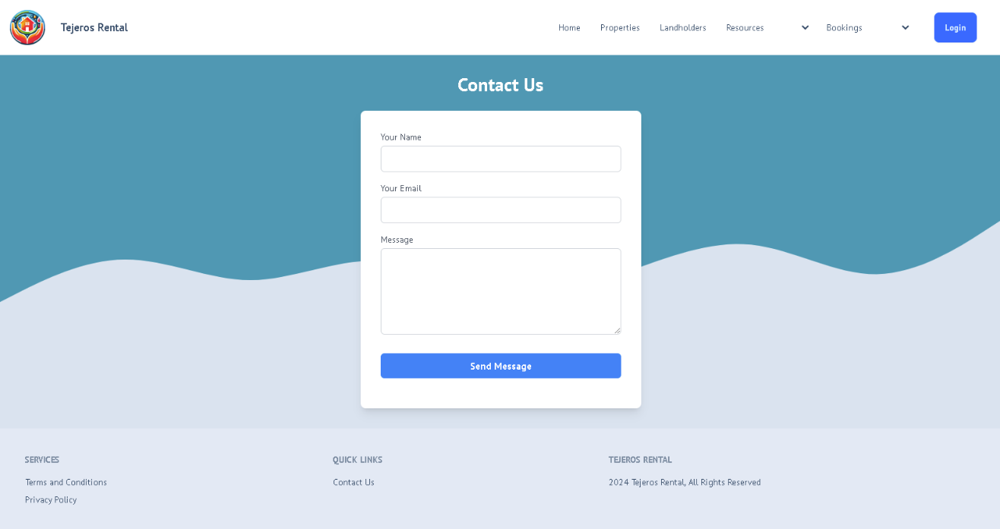 Tejeros Rental
Home
Properties
Landholders
Resources
Bookings
Login
Contact Us
Your Name
Your Email
Message
Send Message
SERVICES
Terms and Conditions
Privacy Policy
QUICK LINKS
Contact Us
TEJEROS RENTAL
2024 Tejeros Rental, All Rights Reserved